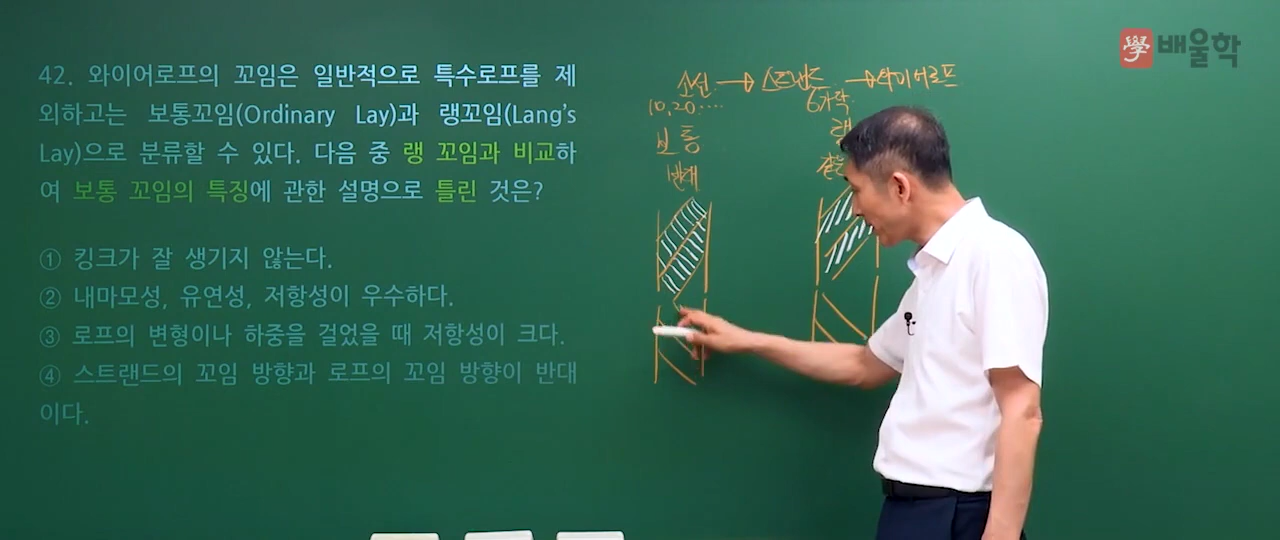 學 배울학
42. 와이어로프의 꼬임은 일반적으로 특수로프를 제
외하고는 보통꼬임(Ordinary Lay)과 랭꼬임(Lang's
Lay)으로 분류할 수 있다. 다음 중 랭 꼬임과 비교하
여 보통 꼬임의 특징에 관한 설명으로 틀린 것은?
① 킹크가 잘 생기지 않는다.
② 내마모성, 유연성, 저항성이 우수하다.
③ 로프의 변형이나 하중을 걸었을 때 저항성이 크다.
④ 스트랜드의 꼬임 방향과 로프의 꼬임 방향이 반대
이다.
소선 → 스트랜드 → 와이어로프
10, 20.... 6가닥
보통 랭
반대